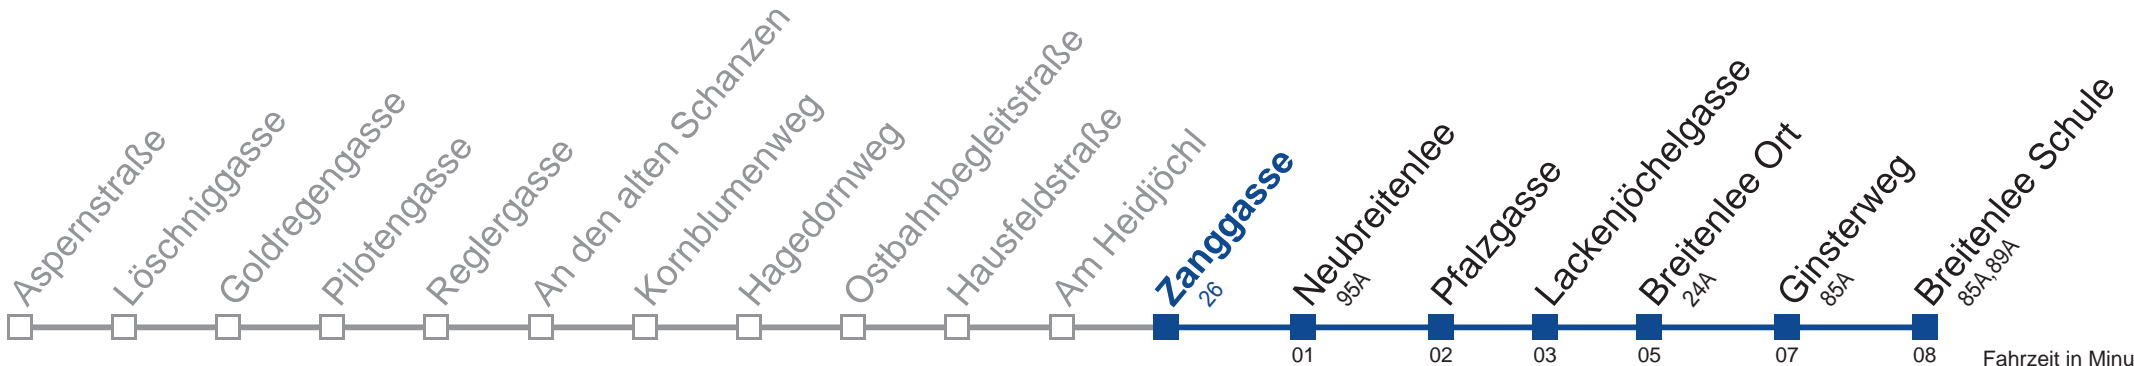 Aspernstraße
Löschniggasse
Goldregengasse
Pilotengasse
Reglergasse
An den alten Schanzen
Kornblumenweg
Hagedornweg
Ostbahnbegleitstraße
Hausfeldstraße
Am Heidjöchl
Zanggasse
26
Neubreitenlee
95A
Pfalzgasse
Lackenjöchelgasse
Breitenlee Ort
24A
Ginsterweg
85A
Breitenlee Schule
85A,89A
01 02 03 05 07 08
Fahrzeit in Minu